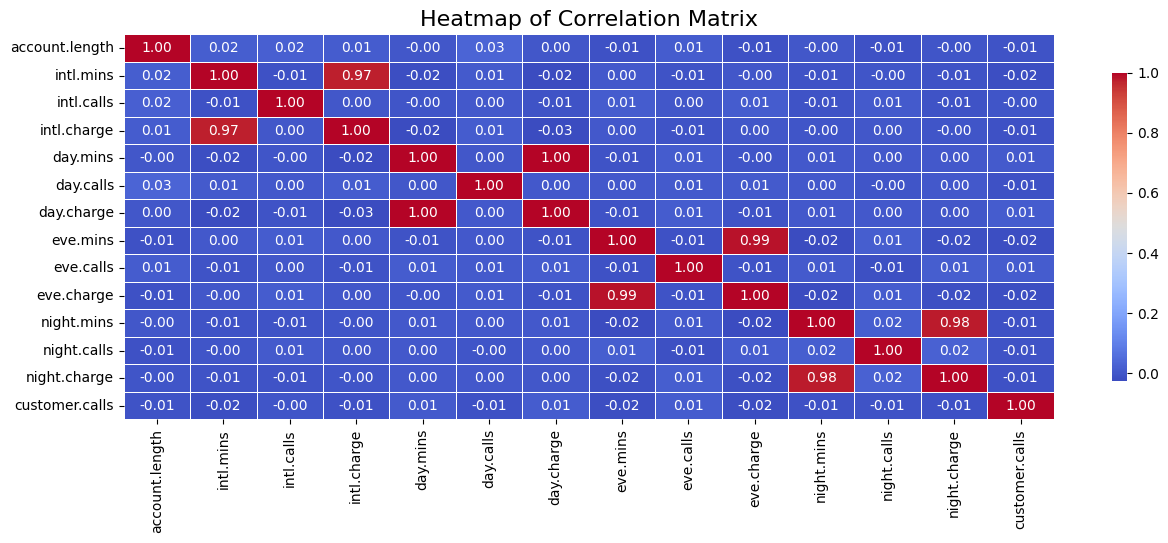 Heatmap of Correlation Matrix
account.length 1.00 0.02 0.02 0.01 -0.00 0.03 0.00 -0.01 0.01 -0.01 -0.00 -0.01 -0.00 -0.01
intl.mins 0.02 1.00 -0.01 0.97 -0.02 0.01 -0.02 0.00 -0.01 -0.00 -0.01 -0.00 -0.01 -0.02
intl.calls 0.02 -0.01 1.00 0.00 -0.00 0.00 -0.01 0.01 0.00 0.01 -0.01 0.01 -0.01 -0.00
intl.charge 0.01 0.97 0.00 1.00 -0.02 0.01 -0.03 0.00 -0.01 0.00 -0.01 0.00 -0.00 -0.01
day.mins -0.00 -0.02 -0.00 -0.02 1.00 0.00 1.00 -0.01 0.01 -0.00 0.01 0.00 0.00 0.01
day.calls 0.03 0.01 0.00 0.01 0.00 1.00 0.00 0.00 0.01 0.01 0.00 -0.00 0.00 -0.01
day.charge 0.00 -0.02 -0.01 -0.03 1.00 0.00 1.00 -0.01 0.01 -0.01 0.00 0.00 0.00 0.01
eve.mins -0.01 0.00 0.01 0.00 -0.01 0.00 -0.01 1.00 -0.01 0.99 -0.02 0.01 -0.02 -0.02
eve.calls 0.01 -0.01 0.00 -0.01 0.01 0.01 0.01 -0.01 1.00 -0.01 0.01 -0.01 0.01 0.01
eve.charge -0.01 -0.00 0.01 0.00 -0.00 0.01 -0.01 0.99 -0.01 1.00 -0.02 0.01 -0.02 -0.02
night.mins -0.00 -0.01 -0.01 -0.01 0.01 0.00 0.00 -0.02 0.01 -0.02 1.00 0.02 0.98 -0.01
night.calls -0.01 -0.00 0.01 0.00 0.00 -0.00 0.00 0.01 -0.01 0.01 0.02 1.00 0.02 -0.01
night.charge -0.00 -0.01 -0.01 -0.00 0.00 0.00 0.00 -0.02 0.01 -0.02 0.98 0.02 1.00 -0.01
customer.calls -0.01 -0.02 -0.00 -0.01 0.01 -0.01 0.01 -0.02 0.01 -0.02 -0.01 -0.01 -0.01 1.00
account.length intl.mins intl.calls intl.charge day.mins day.calls day.charge eve.mins eve.calls eve.charge night.mins night.calls night.charge customer.calls
1.0
0.8
0.6
0.4
0.2
0.0